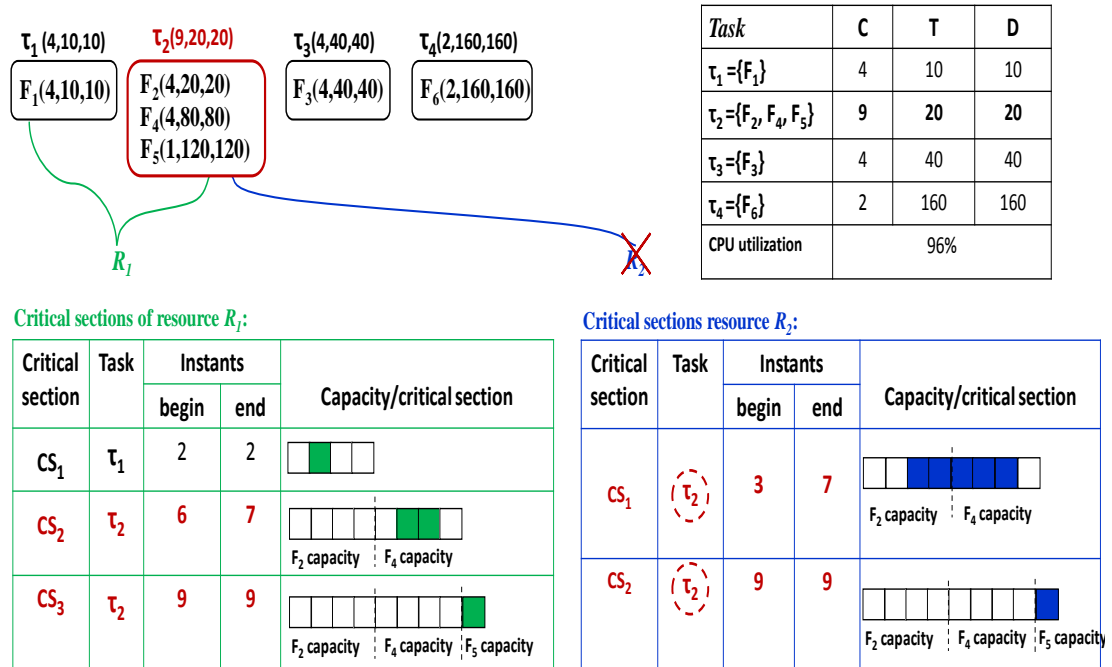 τ1 (4,10,10) τ2(9,20,20) τ3(4,40,40) τ4(2,160,160)
F1(4,10,10)
F2(4,20,20)
F4(4,80,80)
F5(1,120,120)
F3(4,40,40)
F6(2,160,160)
R1
R2
Task C T D
τ1 ={F1} 4 10 10
τ2 ={F2, F4, F5} 9 20 20
τ3 ={F3} 4 40 40
τ4 ={F6} 2 160 160
CPU utilization 96%
Critical sections of resource R1:
Critical section Task Instants Capacity/critical section
begin end
CS1 τ1 2 2
CS2 τ2 6 7
F2 capacity F4 capacity
CS3 τ2 9 9
F2 capacity F4 capacity F5 capacity
Critical sections resource R2:
Critical section Task Instants Capacity/critical section
begin end
CS1 τ2 3 7
F2 capacity F4 capacity
CS2 τ2 9 9
F2 capacity F4 capacity F5 capacity